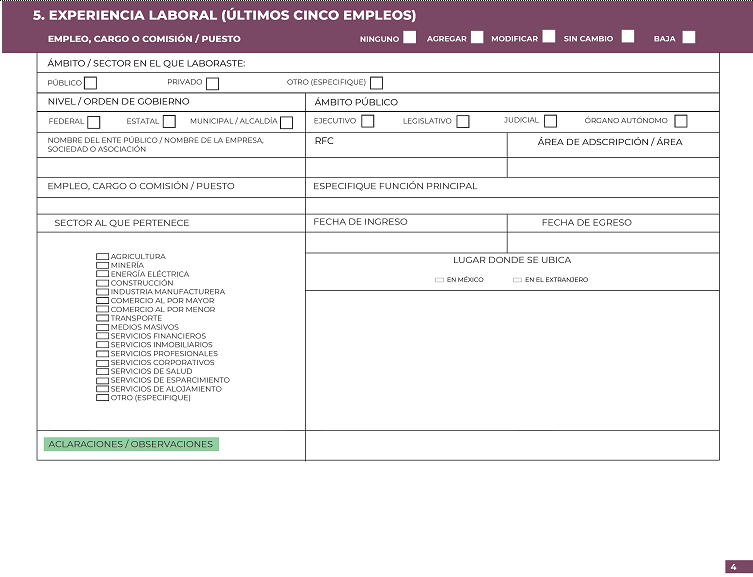 5. EXPERIENCIA LABORAL (ÚLTIMOS CINCO EMPLEOS)
EMPLEO, CARGO O COMISIÓN / PUESTO NINGUNO AGREGAR MODIFICAR SIN CAMBIO BAJA
ÁMBITO / SECTOR EN EL QUE LABORASTE:
PÚBLICO PRIVADO OTRO (ESPECIFIQUE)
NIVEL / ORDEN DE GOBIERNO ÁMBITO PÚBLICO
FEDERAL ESTATAL MUNICIPAL / ALCALDÍA EJECUTIVO LEGISLATIVO JUDICIAL ÓRGANO AUTÓNOMO
NOMBRE DEL ENTE PÚBLICO / NOMBRE DE LA EMPRESA,
SOCIEDAD O ASOCIACIÓN
RFC ÁREA DE ADSCRIPCIÓN / ÁREA
EMPLEO, CARGO O COMISIÓN / PUESTO ESPECIFIQUE FUNCIÓN PRINCIPAL
SECTOR AL QUE PERTENECE FECHA DE INGRESO FECHA DE EGRESO
AGRICULTURA
MINERÍA
ENERGÍA ELÉCTRICA
CONSTRUCCIÓN
INDUSTRIA MANUFACTURERA
COMERCIO AL POR MAYOR
COMERCIO AL POR MENOR
TRANSPORTE
MEDIOS MASIVOS
SERVICIOS FINANCIEROS
SERVICIOS INMOBILIARIOS
SERVICIOS PROFESIONALES
SERVICIOS CORPORATIVOS
SERVICIOS DE SALUD
SERVICIOS DE ESPARCIMIENTO
SERVICIOS DE ALOJAMIENTO
OTRO (ESPECIFIQUE)
LUGAR DONDE SE UBICA
EN MÉXICO EN EL EXTRANJERO
ACLARACIONES / OBSERVACIONES
4